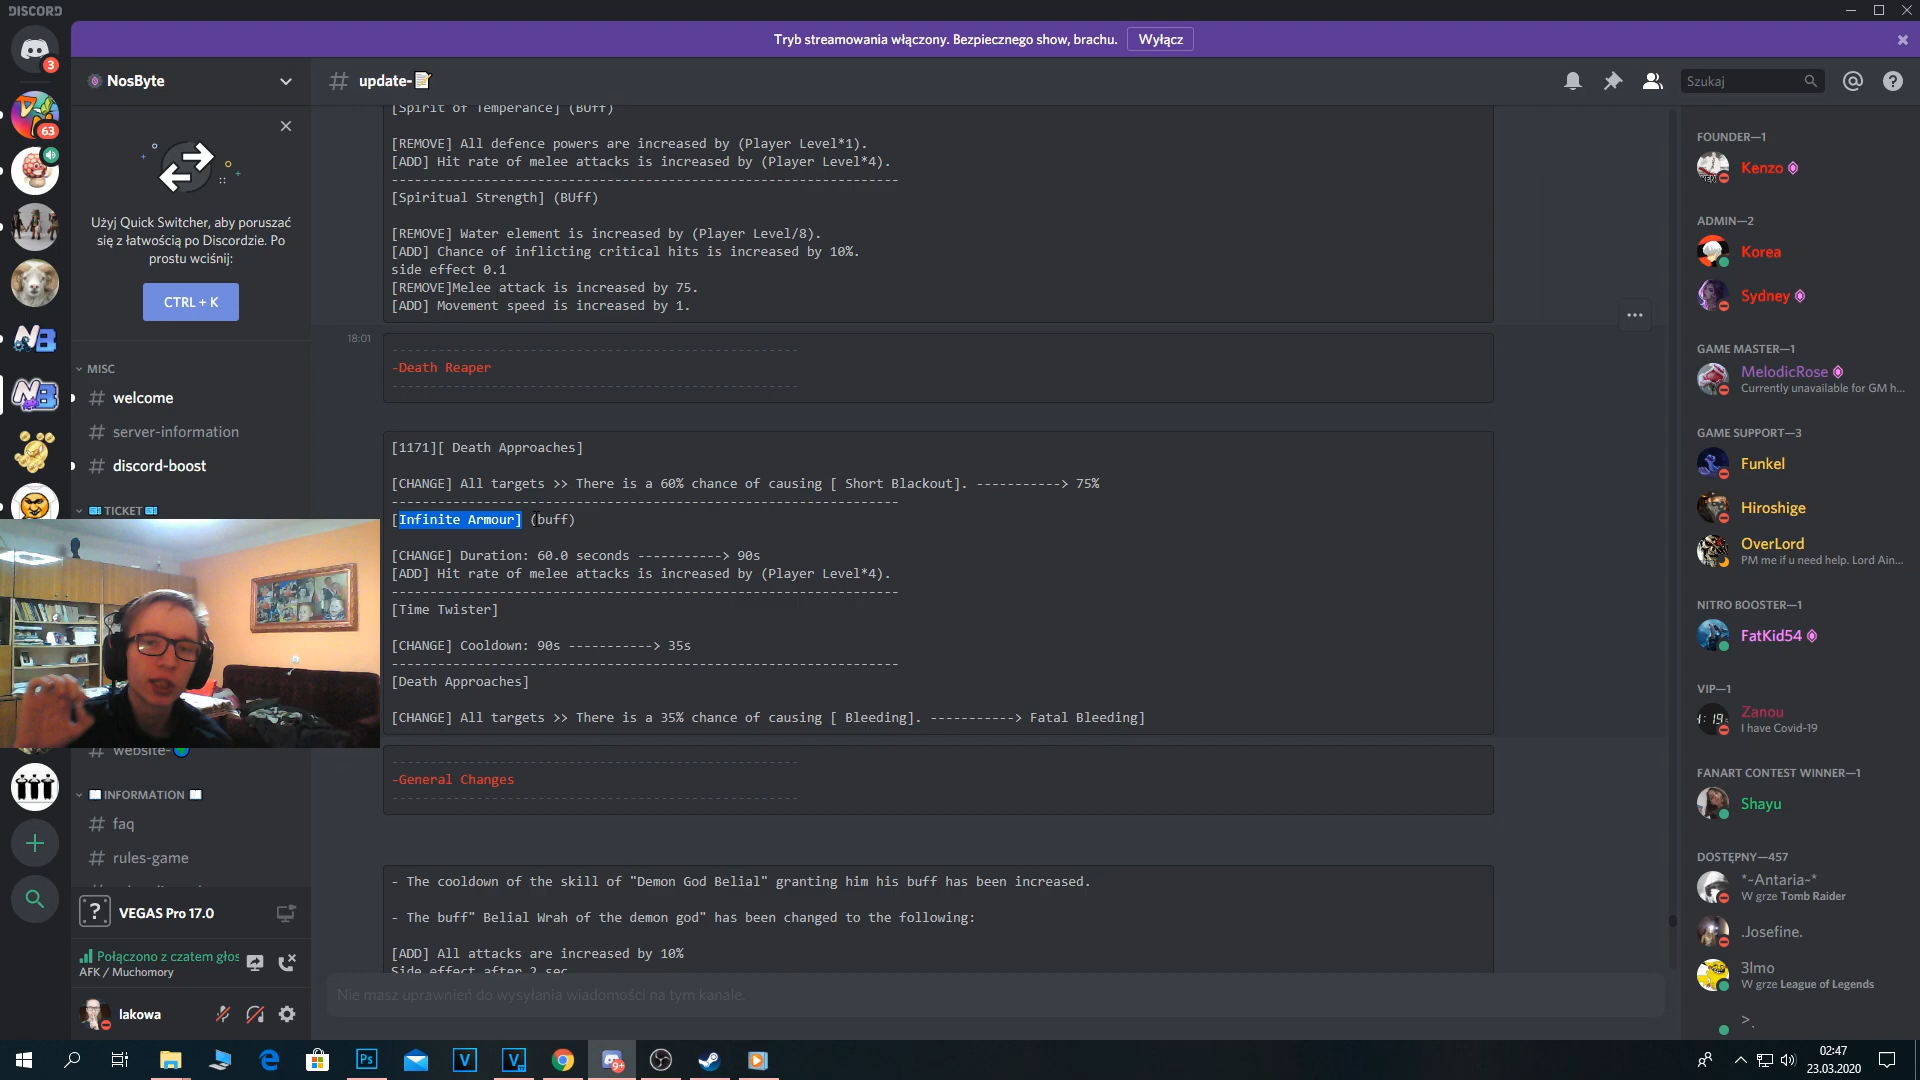 DISCORD
Tryb streamowania włączony. Bezpiecznego show, brachu.
Wyłącz
3
63
NosByte
Użyj Quick Switcher, aby poruszać
się z łatwością po Discordzie. Po
prostu wciśnij:
CTRL + K
MISC
# welcome
# server-information
# discord-boost
TICKET
# website-
INFORMATION
# faq
# rules-game
VEGAS Pro 17.0
Połączono z czatem głos
AFK / Muchomory
lakowa
# update-
Szukaj
[Spirit of Temperance] (BUff)
[REMOVE] All defence powers are increased by (Player Level*1).
[ADD] Hit rate of melee attacks is increased by (Player Level*4).
------------------------------------------------------------------
[Spiritual Strength] (BUff)
[REMOVE] Water element is increased by (Player Level/8).
[ADD] Chance of inflicting critical hits is increased by 10%.
side effect 0.1
[REMOVE]Melee attack is increased by 75.
[ADD] Movement speed is increased by 1.
18:01
-----------------------------------------------------
-Death Reaper
-----------------------------------------------------
[1171][ Death Approaches]
[CHANGE] All targets >> There is a 60% chance of causing [ Short Blackout]. -----------> 75%
------------------------------------------------------------------
[Infinite Armour] (buff)
[CHANGE] Duration: 60.0 seconds -----------> 90s
[ADD] Hit rate of melee attacks is increased by (Player Level*4).
------------------------------------------------------------------
[Time Twister]
[CHANGE] Cooldown: 90s -----------> 35s
------------------------------------------------------------------
[Death Approaches]
[CHANGE] All targets >> There is a 35% chance of causing [ Bleeding]. -----------> Fatal Bleeding]
-----------------------------------------------------
-General Changes
-----------------------------------------------------
- The cooldown of the skill of "Demon God Belial" granting him his buff has been increased.
- The buff" Belial Wrah of the demon god" has been changed to the following:
[ADD] All attacks are increased by 10%
Side effect after 2 sec
Nie masz uprawnień do wysyłania wiadomości na tym kanale.
FOUNDER—1
Kenzo
ADMIN—2
Korea
Sydney
GAME MASTER—1
MelodicRose
Currently unavailable for GM h...
GAME SUPPORT—3
Funkel
Hiroshige
OverLord
PM me if u need help. Lord Ain...
NITRO BOOSTER—1
FatKid54
VIP—1
Zanou
I have Covid-19
FANART CONTEST WINNER—1
Shayu
DOSTĘPNY—457
*~Antaria~*
W grze Tomb Raider
.Josefine.
3lmo
W grze League of Legends
>.
Ps
V
V
9+
02:47
23.03.2020